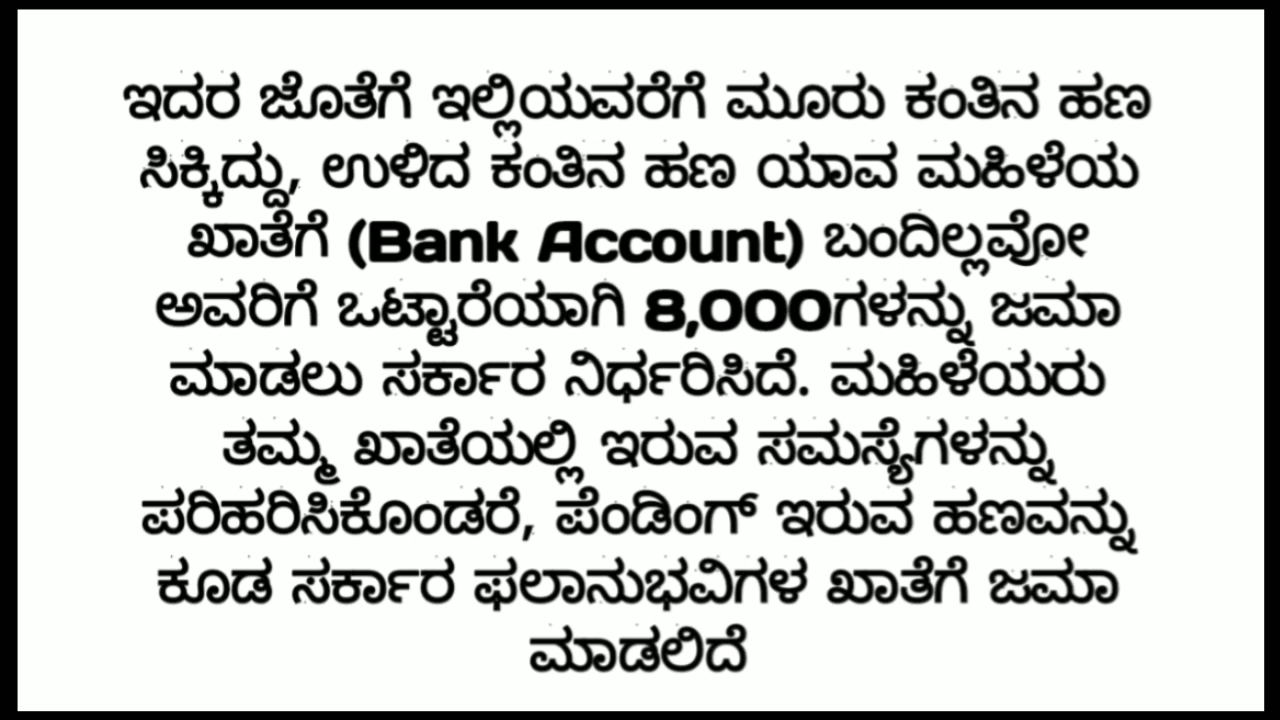 ಇದರ ಜೊತೆಗೆ ಇಲ್ಲಿಯವರೆಗೆ ಮೂರು ಕಂತಿನ ಹಣ
ಸಿಕ್ಕಿದ್ದು, ಉಳಿದ ಕಂತಿನ ಹಣ ಯಾವ ಮಹಿಳೆಯ
ಖಾತೆಗೆ (Bank Account) ಬಂದಿಲ್ಲವೋ
ಅವರಿಗೆ ಒಟ್ಟಾರೆಯಾಗಿ 8,000ಗಳನ್ನು ಜಮಾ
ಮಾಡಲು ಸರ್ಕಾರ ನಿರ್ಧರಿಸಿದೆ. ಮಹಿಳೆಯರು
ತಮ್ಮ ಖಾತೆಯಲ್ಲಿ ಇರುವ ಸಮಸ್ಯೆಗಳನ್ನು
ಪರಿಹರಿಸಿಕೊಂಡರೆ, ಪೆಂಡಿಂಗ್ ಇರುವ ಹಣವನ್ನು
ಕೂಡ ಸರ್ಕಾರ ಫಲಾನುಭವಿಗಳ ಖಾತೆಗೆ ಜಮಾ
ಮಾಡಲಿದೆ